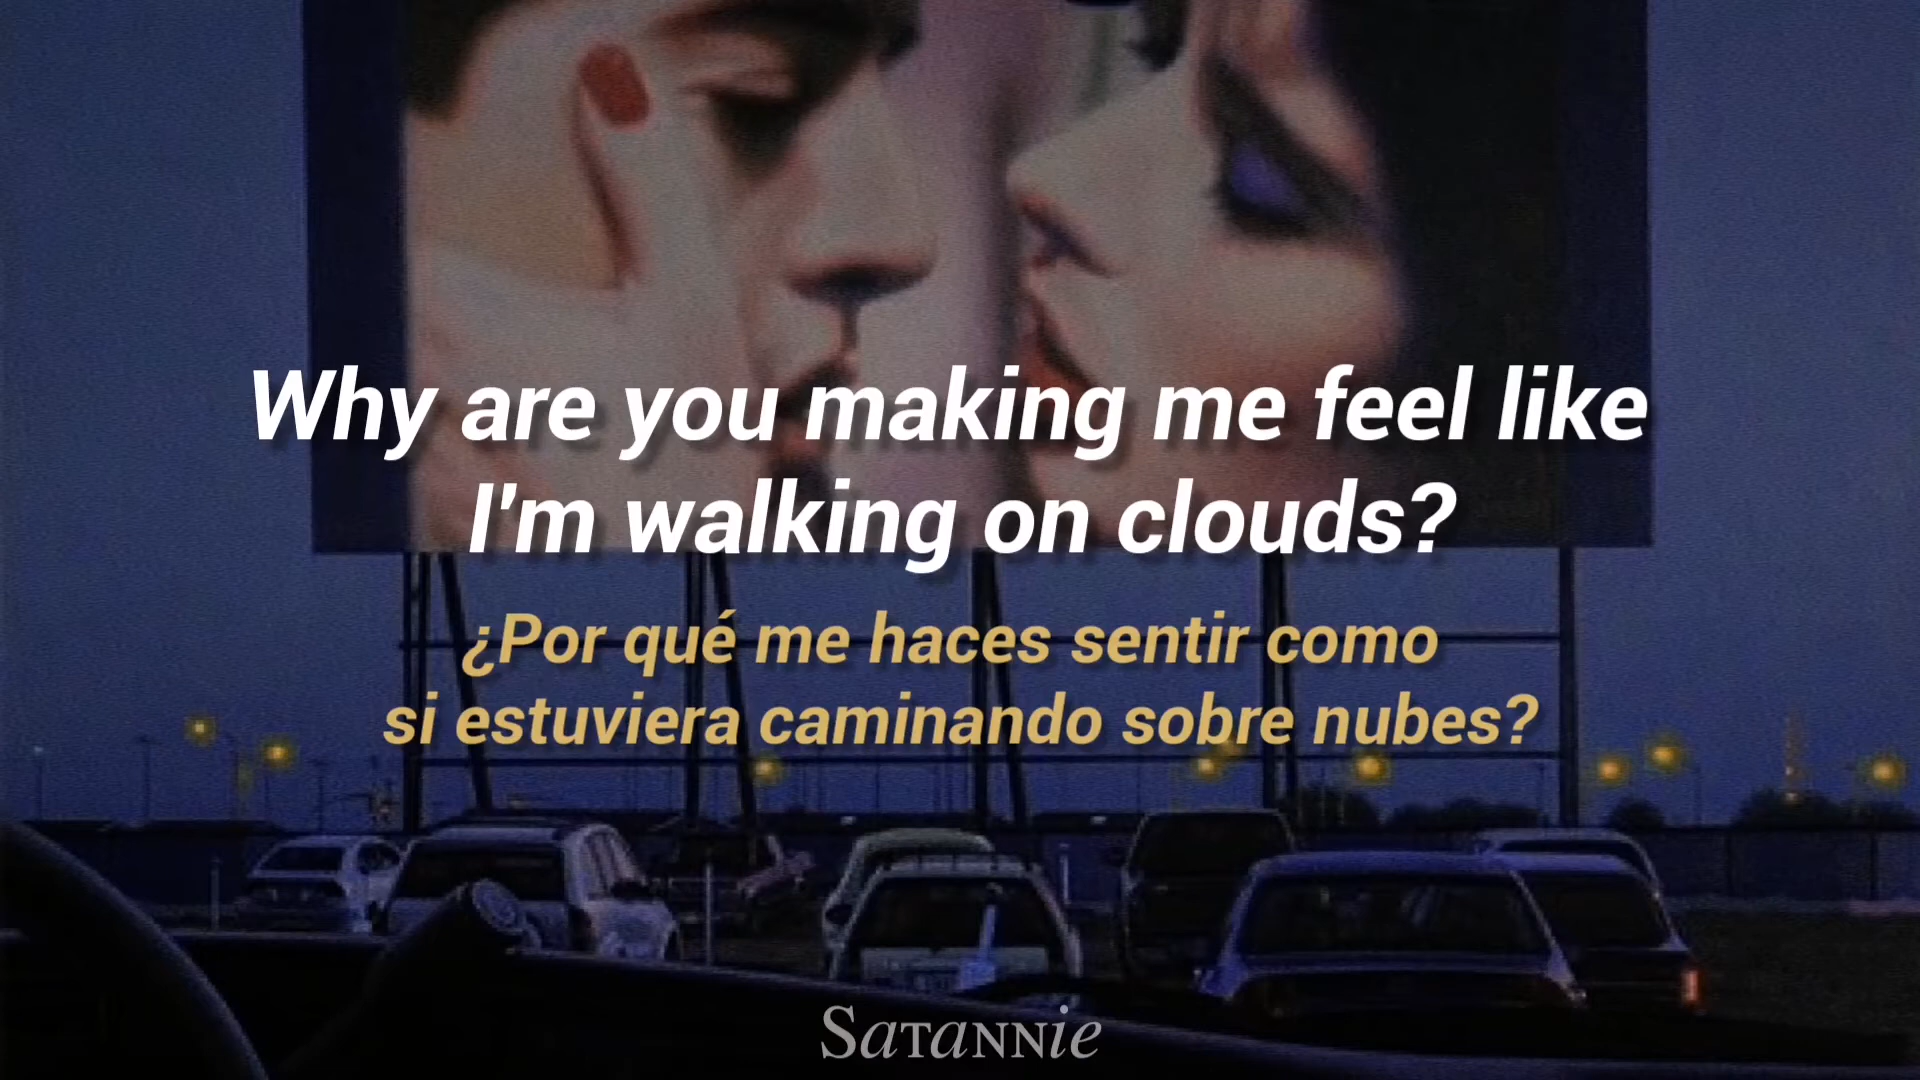 Why are you making me feel like
I'm walking on clouds?
¿Por qué me haces sentir como
si estuviera caminando sobre nubes?
Satannie